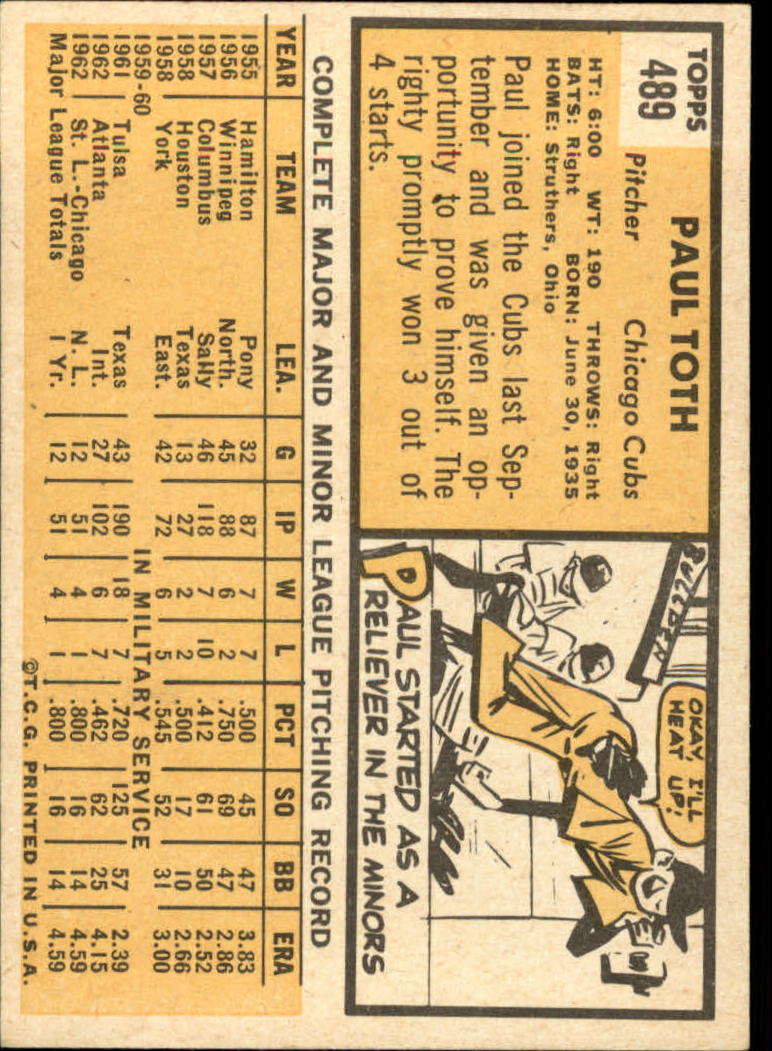 TOPPS
489
PAUL TOTH
Pitcher Chicago Cubs
HT: 6:00 WT: 190 THROWS: Right
BATS: Right BORN: June 30, 1935
HOME: Struthers, Ohio
Paul joined the Cubs last Sep-
tember and was given an op-
portunity to prove himself. The
righty promptly won 3 out of
4 starts.
BULLPEN
OKAY, I'LL
HEAT UP!
PAUL STARTED AS A
RELIEVER IN THE MINORS
COMPLETE MAJOR AND MINOR LEAGUE PITCHING RECORD
YEAR TEAM LEA. G IP W L PCT SO BB ERA
1955 Hamilton Pony 32 87 7 7 .500 45 47 3.83
1956 Winnipeg North. 45 88 6 2 .750 69 47 2.86
1957 Columbus Sally 46 118 7 10 .412 61 50 2.52
1958 Houston Texas 13 27 2 2 .500 17 10 2.66
1958 York East. 42 72 6 5 .545 52 31 3.00
1959-60 IN MILITARY SERVICE
1961 Tulsa Texas 43 190 18 7 .720 125 57 2.39
1962 Atlanta Int. 27 102 6 7 .462 62 25 4.15
1962 St. L.-Chicago N. L. 12 51 4 1 .800 16 14 4.59
Major League Totals 1 Yr. 12 51 4 1 .800 16 14 4.59
©T.C.G. PRINTED IN U.S.A.